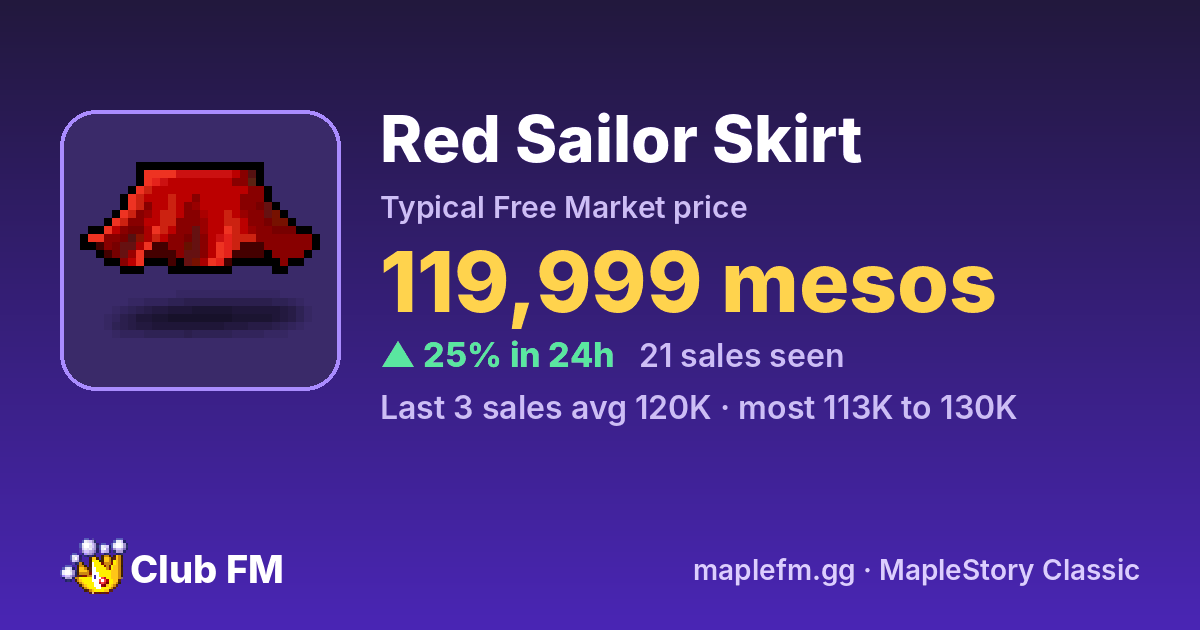 Red Sailor Skirt
Typical Free Market price
119,999 mesos
▲ 25% in 24h 21 sales seen
Last 3 sales avg 120K · most 113K to 130K
Club FM
maplefm.gg · MapleStory Classic